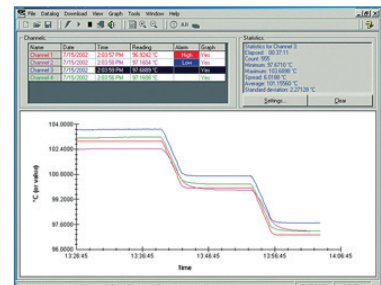 File Datalog Download View Graph Tools Window Help
Channels:
Name Date Time Reading Alarm Graph
Channel 1 7/15/2002 2:03:57 PM 96.9242 °C High Yes
Channel 2 7/15/2002 2:03:58 PM 97.1604 °C Low Yes
Channel 3 7/15/2002 2:03:59 PM 97.6889 °C Yes
Channel 4 7/15/2002 2:03:56 PM 97.1600 °C Yes
Statistics:
Statistics for Channel 3
Elapsed: 00:37:11
Count: 555
Minimum: 97.6710 °C
Maximum: 103.6898 °C
Spread: 6.0188 °C
Average: 101.15560 °C
Standard deviation: 2.27128 °C
Settings...
Clear
104.0000
102.4000
100.8000
99.2000
97.6000
96.0000
°C (or value)
13:26:45 13:36:45 13:46:45 13:56:45 14:06:45
Time